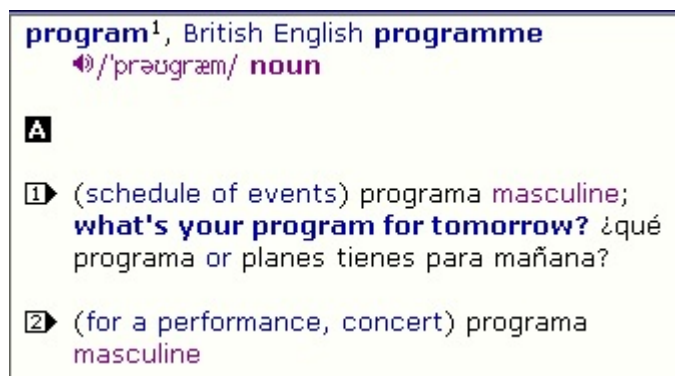 program¹, British English programme
/'prəʊgræm/ noun
A
1 (schedule of events) programa masculine;
what's your program for tomorrow? ¿qué
programa or planes tienes para mañana?
2 (for a performance, concert) programa
masculine